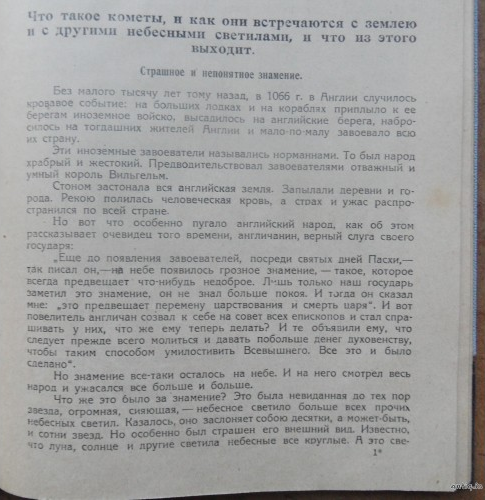 Что такое кометы, и как они встречаются с землею
и с другими небесными светилами, и что из этого
выходит.
Страшное и непонятное знамение.
Без малого тысячу лет тому назад, в 1066 г. в Англии случилось
кровавое событие: на больших лодках и на кораблях приплыло к ее
берегам иноземное войско, высадилось на английские берега, набро-
силось на тогдашних жителей Англии и мало-по-малу завоевало всю
их страну.
Эти иноземные завоеватели назывались норманнами. То был народ
храбрый и жестокий. Предводительствовал завоевателями отважный и
умный король Вильгельм.
Стоном застонала вся английская земля. Запылали деревни и го-
рода. Рекою полилась человеческая кровь, а страх и ужас распро-
странился по всей стране.
Но вот что особенно пугало английский народ, как об этом
рассказывает очевидец того времени, англичанин, верный слуга своего
государя:
„Еще до появления завоевателей, посреди святых дней Пасхи,—
так писал он,—на небе появилось грозное знамение, — такое, которое
всегда предвещает что-нибудь недоброе. Лишь только наш государь
заметил это знамение, он не знал больше покоя. И тогда он сказал
мне: „это предвещает перемену царствования и смерть царя". И вот
повелитель англичан созвал к себе на совет всех епископов и стал спра-
шивать у них, что же ему теперь делать? И те объявили ему, что
следует прежде всего молиться и давать побольше денег духовенству,
чтобы таким способом умилостивить Всевышнего. Все это и было
сделано".
Но знамение все-таки осталось на небе. И на него смотрел весь
народ и ужасался все больше и больше.
Что же это было за знамение? Это была невиданная до тех пор
звезда, огромная, сияющая, — небесное светило больше всех прочих
небесных светил. Казалось, оно заслоняет собою десятки, а может-быть,
и сотни звезд. Но особенно был страшен его внешний вид. Известно,
что луна, солнце и другие светила небесные все круглые. А это све-
1*